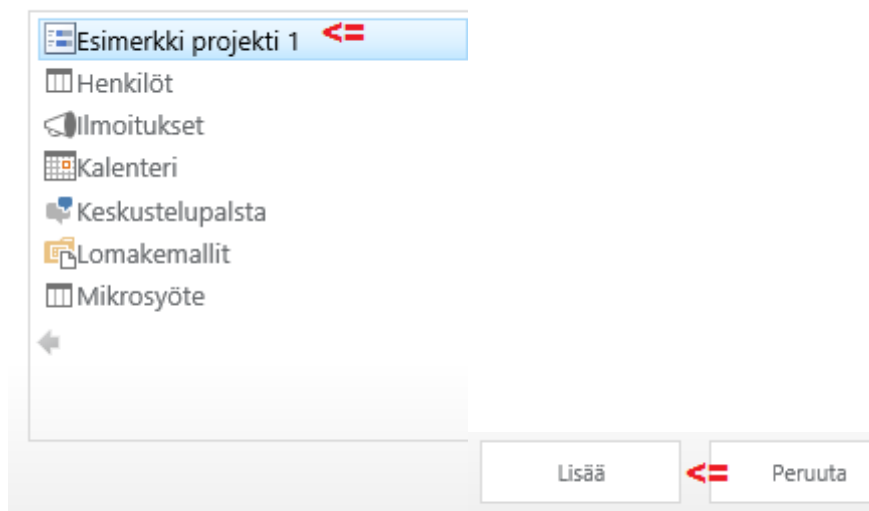 Esimerkki projekti 1 <=
Henkilöt
Ilmoitukset
Kalenteri
Keskustelupalsta
Lomakemallit
Mikrosyöte
Lisää <= Peruuta